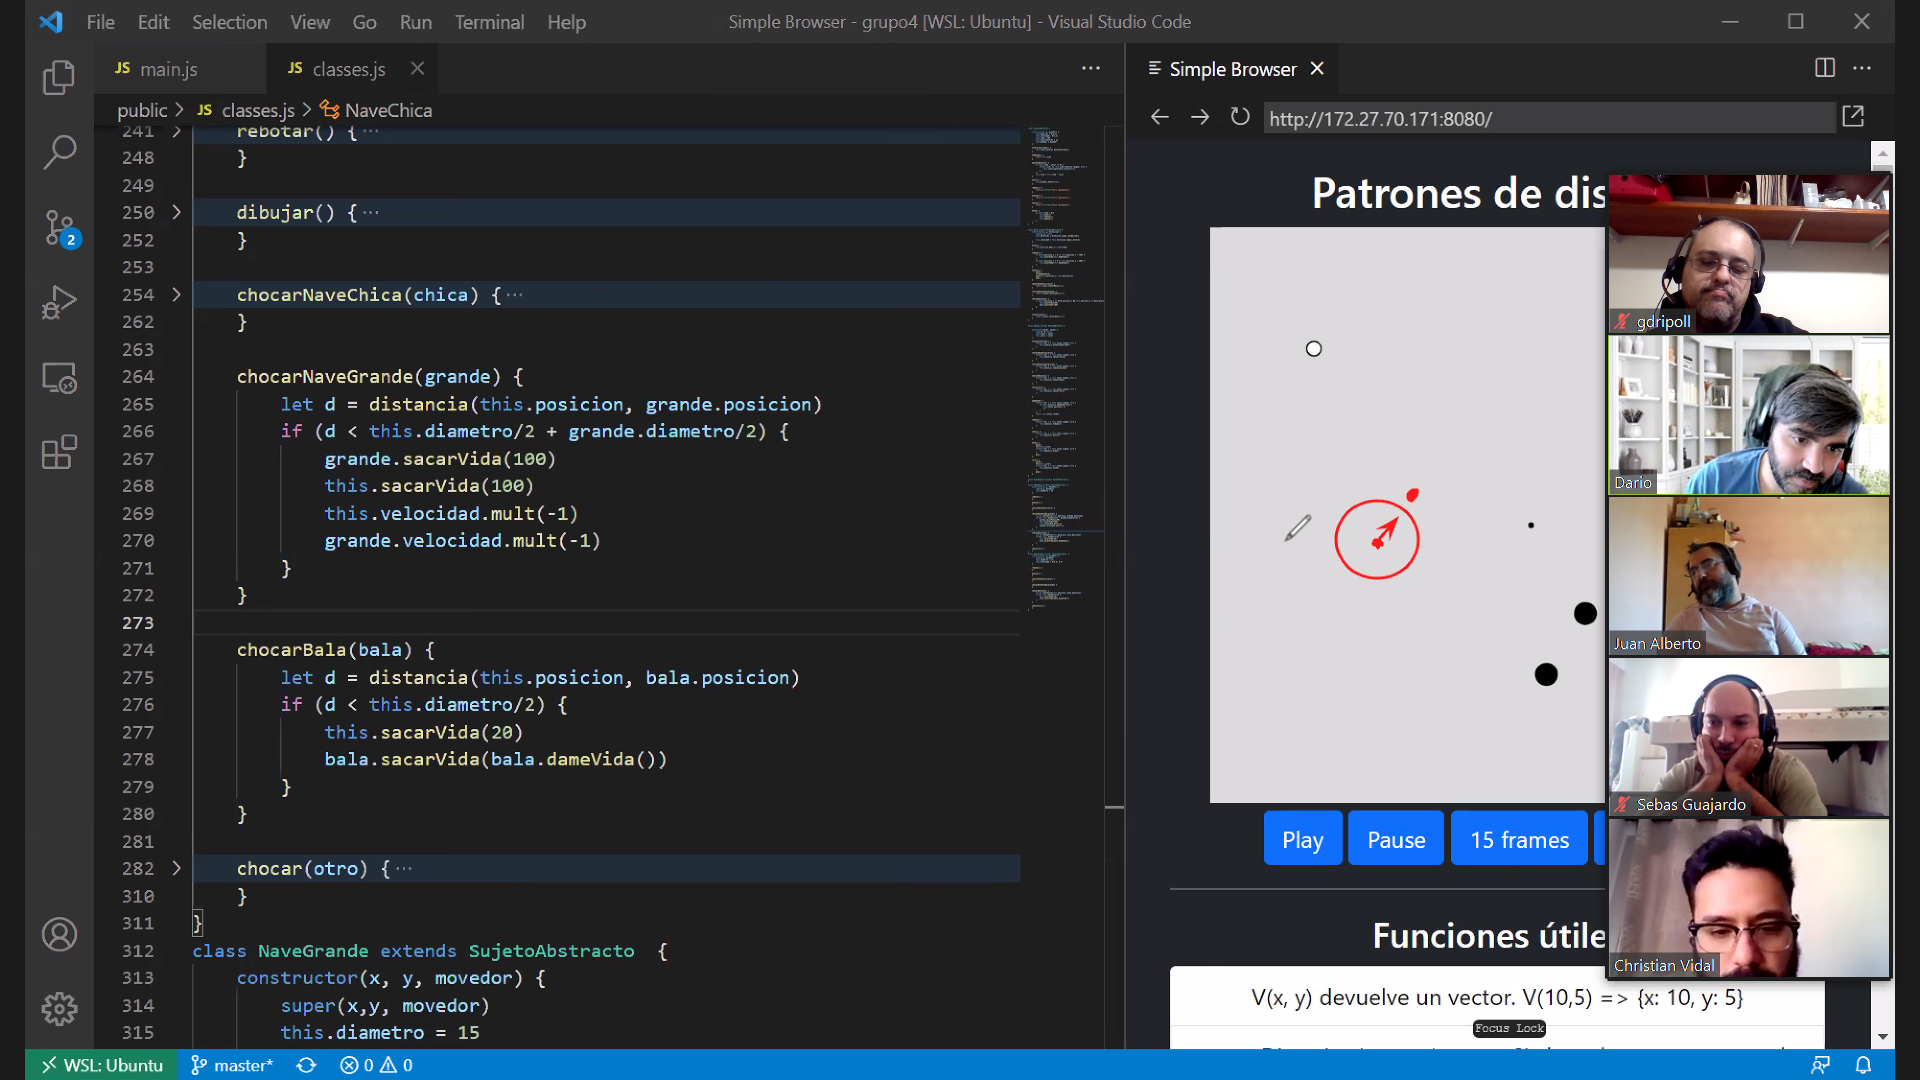 File Edit Selection View Go Run Terminal Help
Simple Browser - grupo4 [WSL: Ubuntu] - Visual Studio Code
JS main.js
JS classes.js
Simple Browser
public > JS classes.js > NaveChica
http://172.27.70.171:8080/
241 rebotar() { ...
248 }
249
250 dibujar() { ...
252 }
253
254 chocarNaveChica(chica) { ...
262 }
263
264 chocarNaveGrande(grande) {
265 let d = distancia(this.posicion, grande.posicion)
266 if (d < this.diametro/2 + grande.diametro/2) {
267 grande.sacarVida(100)
268 this.sacarVida(100)
269 this.velocidad.mult(-1)
270 grande.velocidad.mult(-1)
271 }
272 }
273
274 chocarBala(bala) {
275 let d = distancia(this.posicion, bala.posicion)
276 if (d < this.diametro/2) {
277 this.sacarVida(20)
278 bala.sacarVida(bala.dameVida())
279 }
280 }
281
282 chocar(otro) { ...
310 }
311 }
312 class NaveGrande extends SujetoAbstracto {
313 constructor(x, y, movedor) {
314 super(x,y, movedor)
315 this.diametro = 15
2
Patrones de dis
gdripoll
Dario
Juan Alberto
Sebas Guajardo
Christian Vidal
Play Pause 15 frames
Funciones útile
V(x, y) devuelve un vector. V(10,5) => {x: 10, y: 5}
Focus Lock
WSL: Ubuntu master* 0 0